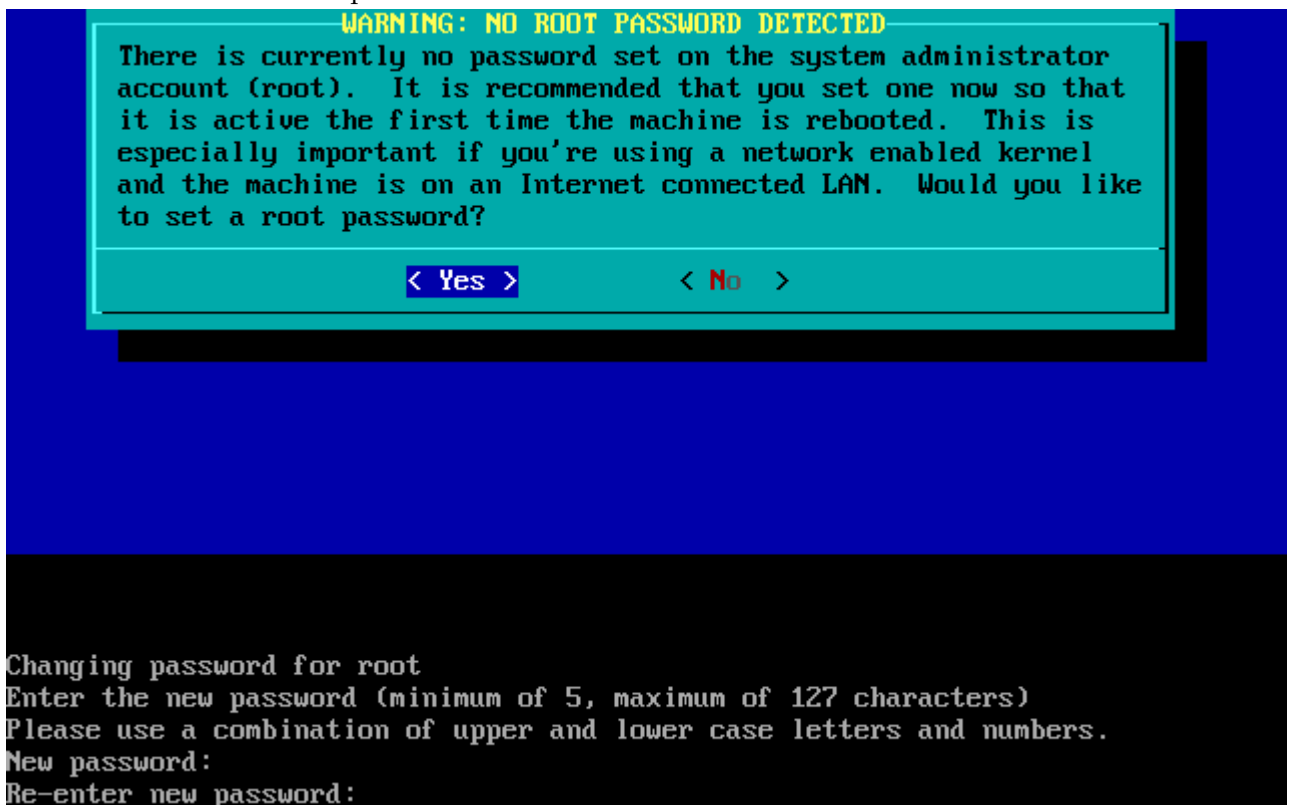 WARNING: NO ROOT PASSWORD DETECTED
There is currently no password set on the system administrator
account (root).  It is recommended that you set one now so that
it is active the first time the machine is rebooted.  This is
especially important if you're using a network enabled kernel
and the machine is on an Internet connected LAN.  Would you like
to set a root password?
< Yes > < No >
Changing password for root
Enter the new password (minimum of 5, maximum of 127 characters)
Please use a combination of upper and lower case letters and numbers.
New password:
Re-enter new password: